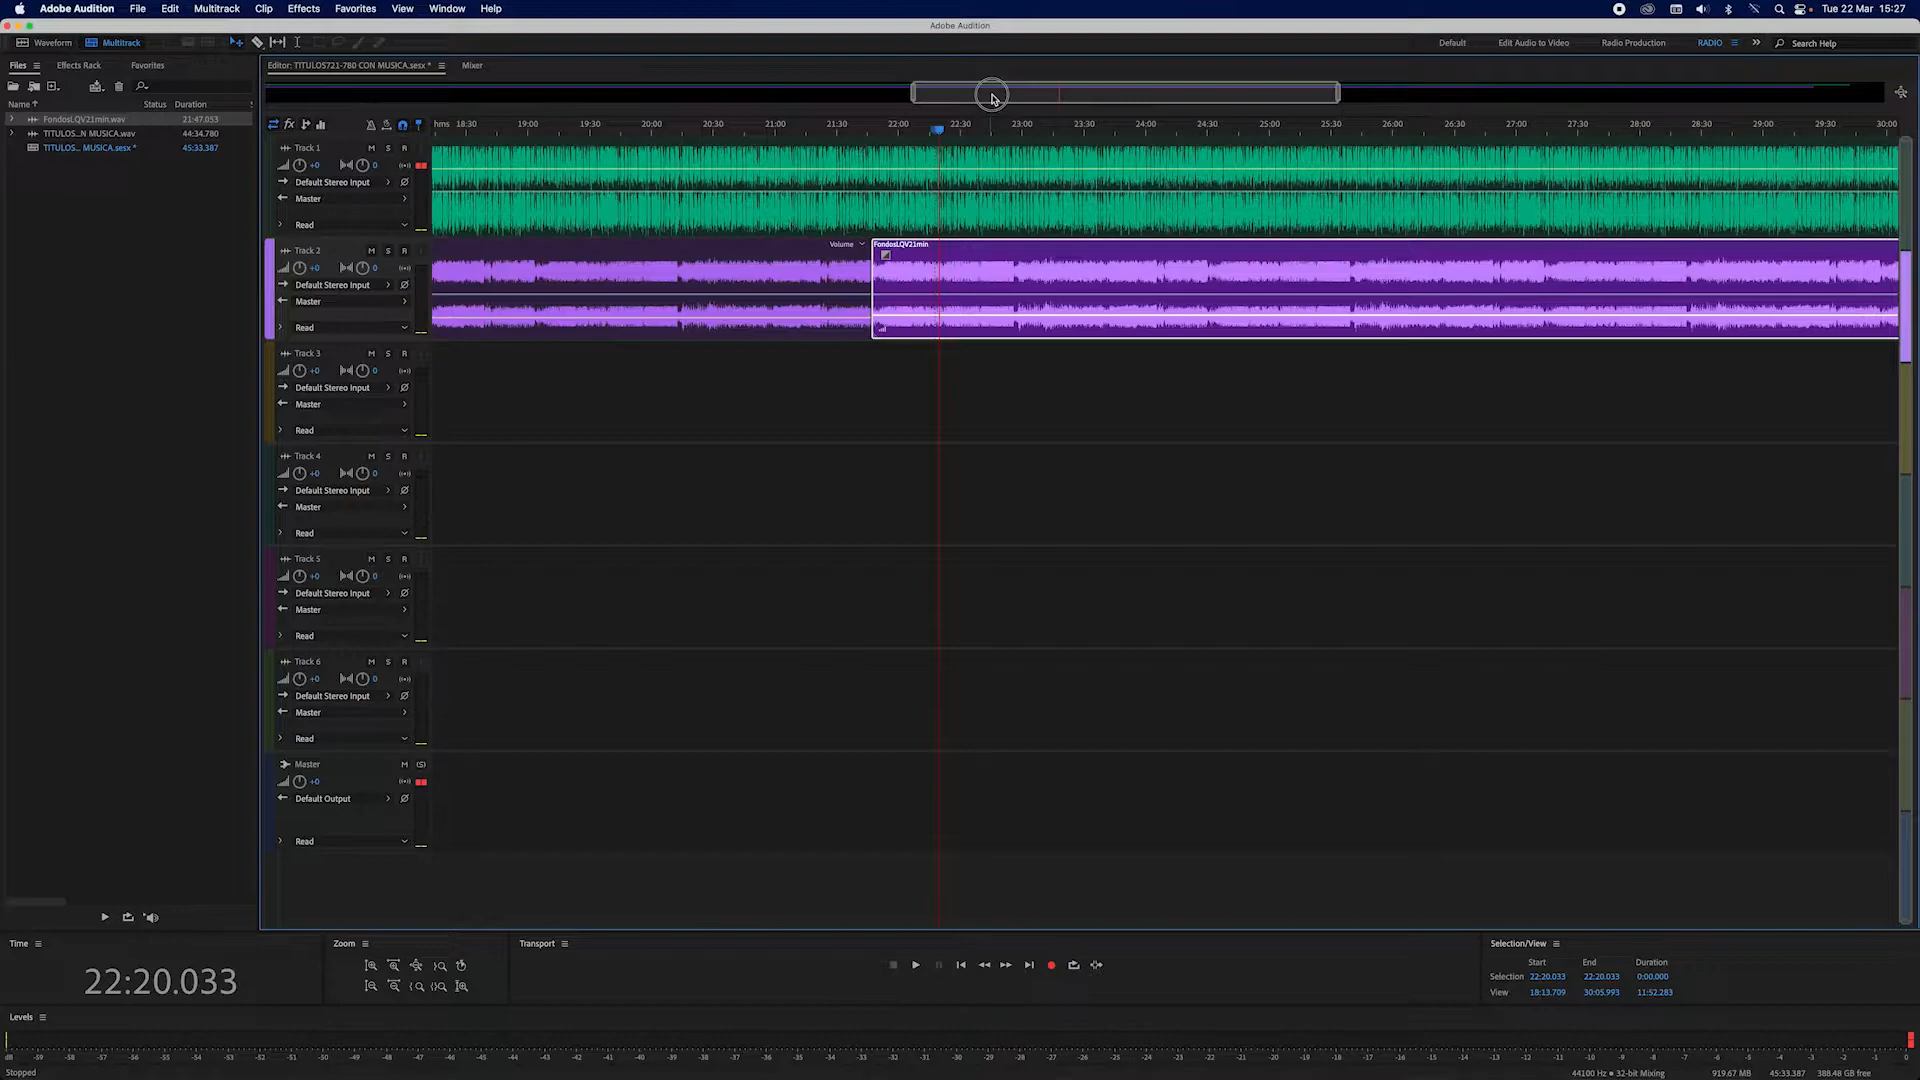 Adobe Audition File Edit Multitrack Clip Effects Favorites View Window Help Tue 22 Mar 15:27
Adobe Audition
Waveform Multitrack Default Edit Audio to Video Radio Production RADIO Search Help
Files Effects Rack Favorites
Editor: TITULOS721-780 CON MUSICA.sesx * Mixer
Name Status Duration
FondosLQV21min.wav 21:47.053
TITULOS...N MUSICA.wav 44:34.780
TITULOS... MUSICA.sesx * 45:33.387
hms 18:30 19:00 19:30 20:00 20:30 21:00 21:30 22:00 22:30 23:00 23:30 24:00 24:30 25:00 25:30 26:00 26:30 27:00 27:30 28:00 28:30 29:00 29:30 30:00
Track 1 M S R
+0 0
Default Stereo Input
Master
Read
Track 2 M S R
Volume
FondosLQV21min
+0 0
Default Stereo Input
Master
Read
Track 3 M S R
+0 0
Default Stereo Input
Master
Read
Track 4 M S R
+0 0
Default Stereo Input
Master
Read
Track 5 M S R
+0 0
Default Stereo Input
Master
Read
Track 6 M S R
+0 0
Default Stereo Input
Master
Read
Master M (S)
+0
Default Output
Read
Time
22:20.033
Zoom
Transport
Selection/View
Start End Duration
Selection 22:20.033 22:20.033 0:00.000
View 18:13.709 30:05.993 11:52.283
Levels
dB -59 -57 -56 -55 -54 -53 -52 -51 -50 -49 -48 -47 -46 -45 -44 -43 -42 -41 -40 -39 -38 -37 -36 -35 -34 -33 -32 -31 -30 -29 -28 -27 -26 -25 -24 -23 -22 -21 -20 -19 -18 -17 -16 -15 -14 -13 -12 -11 -10 -9 -8 -7 -6 -5 -4 -3 -2 -1 0
Stopped
44100 Hz • 32-bit Mixing 919.67 MB 45:33.387 388.48 GB free